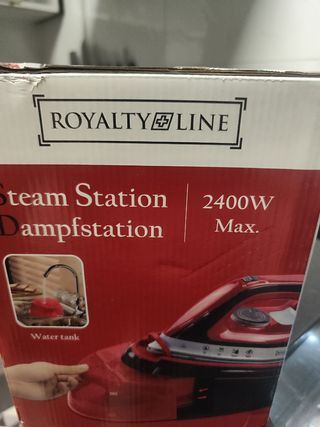 ROYALTY LINE
Steam Station
Dampfstation
2400W
Max.
Water tank